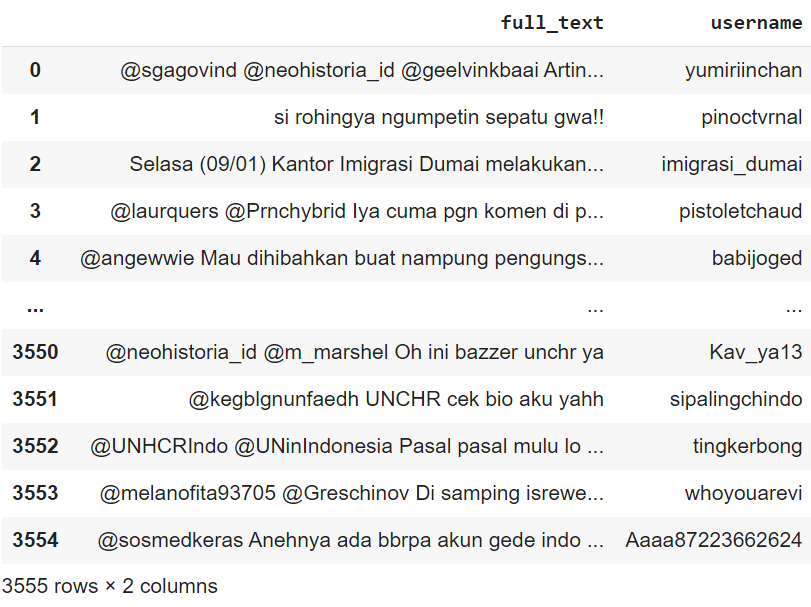 full_text username
0 @sgagovind @neohistoria_id @geelvinkbaai Artin... yumiriinchan
1 si rohingya ngumpetin sepatu gwa!! pinoctvrnal
2 Selasa (09/01) Kantor Imigrasi Dumai melakukan... imigrasi_dumai
3 @laurquers @Prnchybrid Iya cuma pgn komen di p... pistoletchaud
4 @angewwie Mau dihibahkan buat nampung pengungs... babijoged
... ... ...
3550 @neohistoria_id @m_marshel Oh ini bazzer unchr ya Kav_ya13
3551 @kegblgnunfaedh UNCHR cek bio aku yahh sipalingchindo
3552 @UNHCRIndo @UNinIndonesia Pasal pasal mulu lo ... tingkerbong
3553 @melanofita93705 @Greschinov Di samping isrewe... whoyouarevi
3554 @sosmedkeras Anehnya ada bbrpa akun gede indo ... Aaaa87223662624
3555 rows × 2 columns